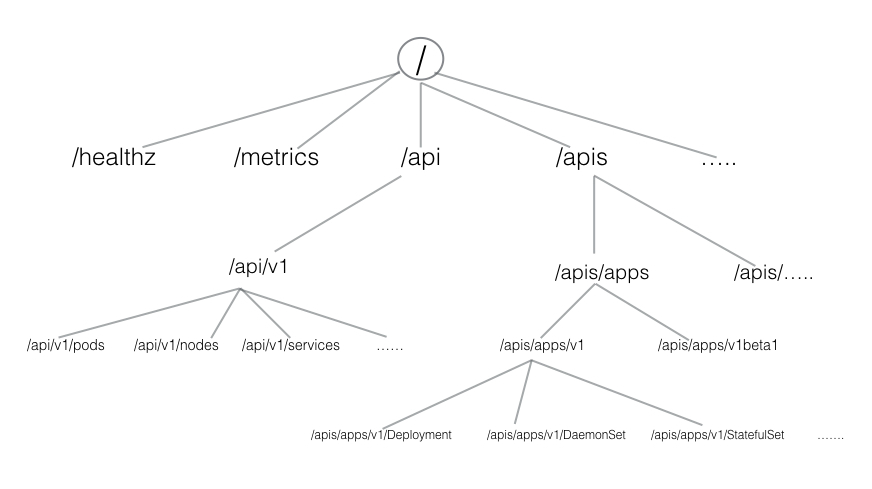 /
/healthz /metrics /api /apis .....
/api/v1 /apis/apps /apis/.....
/api/v1/pods /api/v1/nodes /api/v1/services ...... /apis/apps/v1 /apis/apps/v1beta1
/apis/apps/v1/Deployment /apis/apps/v1/DaemonSet /apis/apps/v1/StatefulSet .......